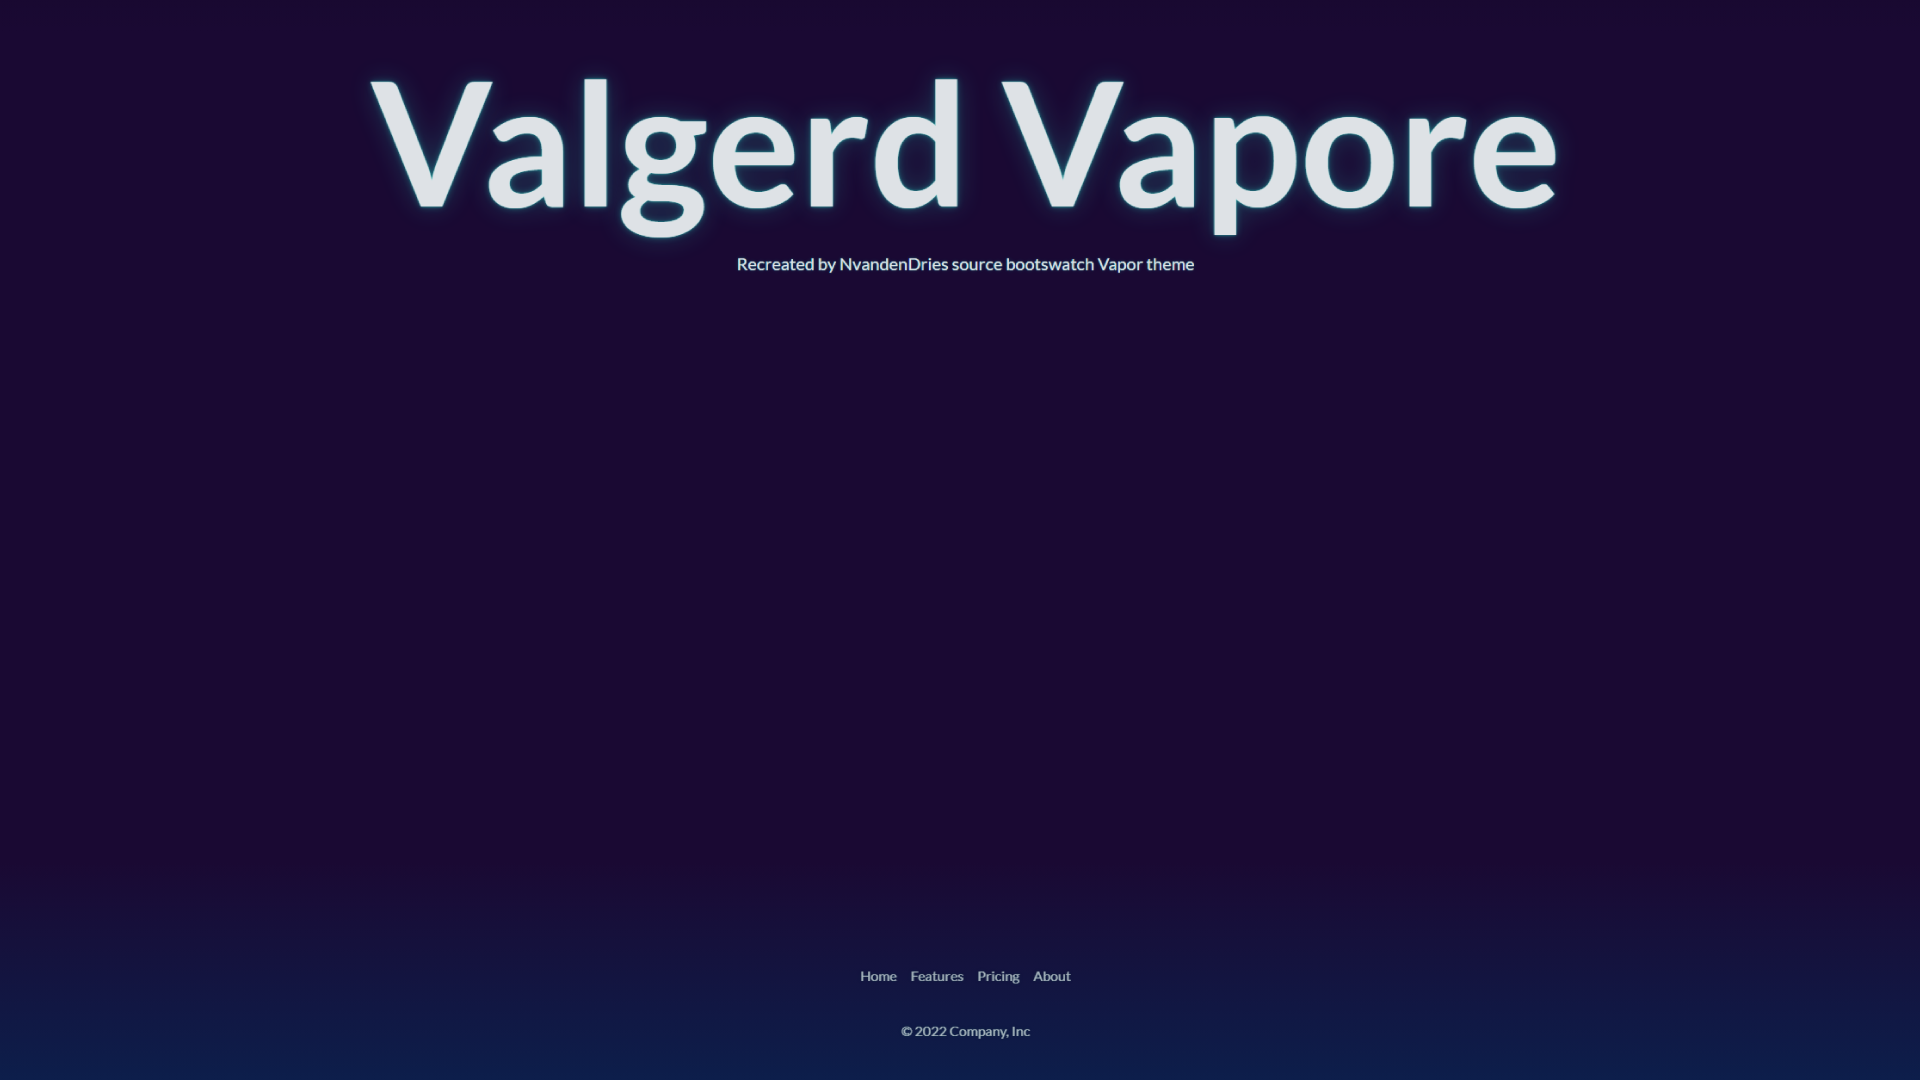 Valgerd Vapore
Recreated by NvandenDries source bootswatch Vapor theme
Home Features Pricing About
© 2022 Company, Inc